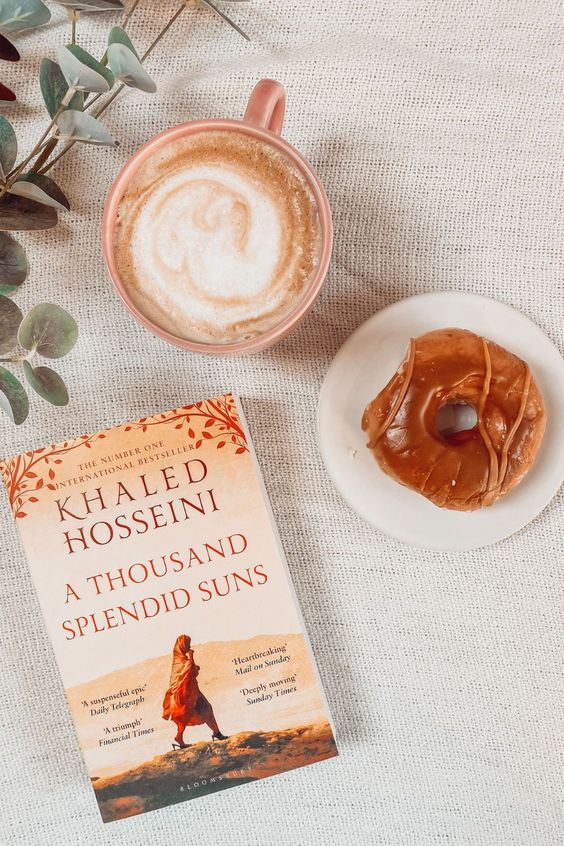 THE NUMBER ONE
INTERNATIONAL BESTSELLER
KHALED
HOSSEINI
A THOUSAND
SPLENDID SUNS
'Heartbreaking'
Mail on Sunday
'A suspenseful epic'
Daily Telegraph
'Deeply moving'
Sunday Times
'A triumph'
Financial Times
BLOOMSBURY